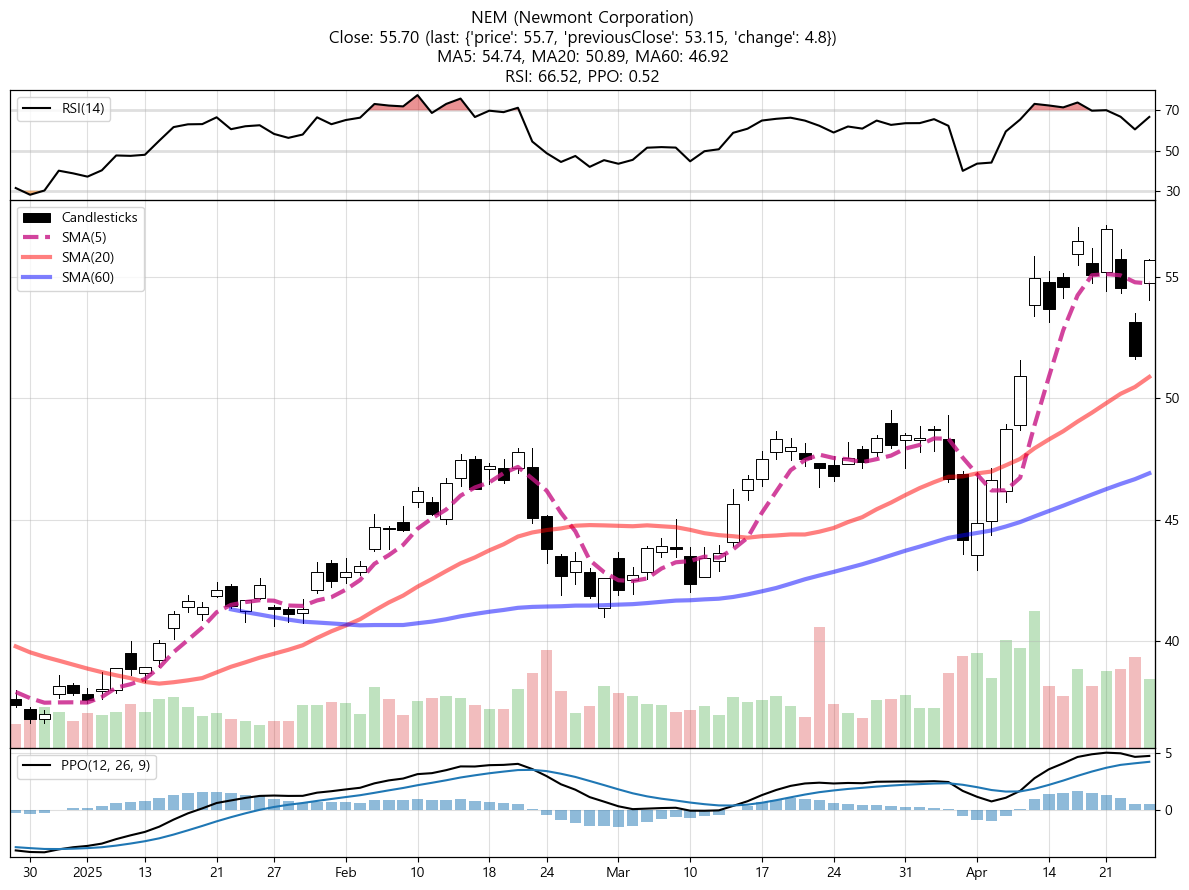 NEM (Newmont Corporation)
Close: 55.70 (last: {'price': 55.7, 'previousClose': 53.15, 'change': 4.8})
MA5: 54.74, MA20: 50.89, MA60: 46.92
RSI: 66.52, PPO: 0.52
RSI(14)
70
50
30
Candlesticks
SMA(5)
SMA(20)
SMA(60)
55
50
45
40
PPO(12, 26, 9)
5
0
30 2025 13 21 27 Feb 10 18 24 Mar 10 17 24 31 Apr 14 21